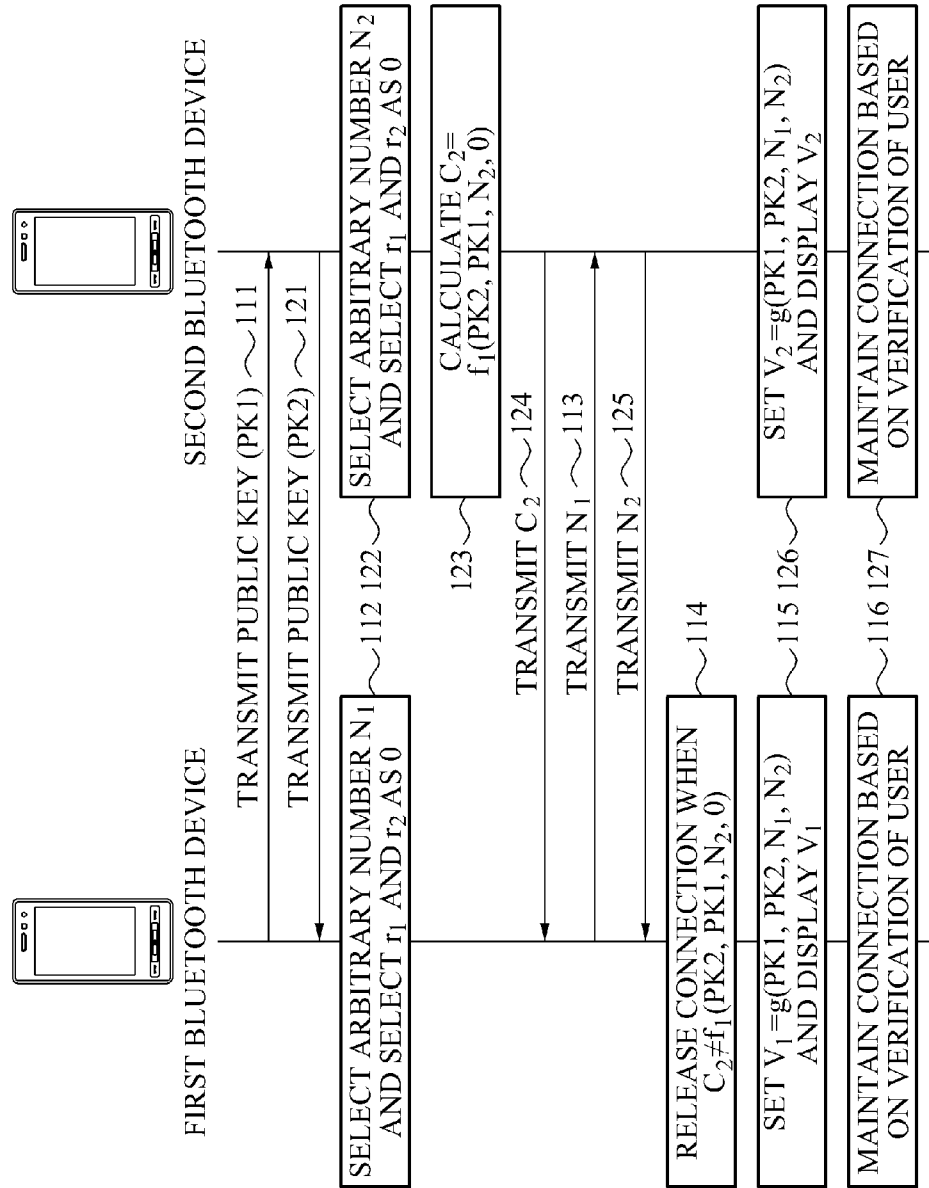 FIRST BLUETOOTH DEVICE
SECOND BLUETOOTH DEVICE
TRANSMIT PUBLIC KEY (PK1) 111
TRANSMIT PUBLIC KEY (PK2) 121
SELECT ARBITRARY NUMBER N₁
AND SELECT r₁ AND r₂ AS 0
112
122
SELECT ARBITRARY NUMBER N₂
AND SELECT r₁ AND r₂ AS 0
CALCULATE C₂=
f₁(PK2, PK1, N₂, 0)
123
TRANSMIT C₂ 124
TRANSMIT N₁ 113
TRANSMIT N₂ 125
RELEASE CONNECTION WHEN
C₂≠f₁(PK2, PK1, N₂, 0)
114
SET V₁=g(PK1, PK2, N₁, N₂)
AND DISPLAY V₁
115
126
SET V₂=g(PK1, PK2, N₁, N₂)
AND DISPLAY V₂
MAINTAIN CONNECTION BASED
ON VERIFICATION OF USER
116
127
MAINTAIN CONNECTION BASED
ON VERIFICATION OF USER